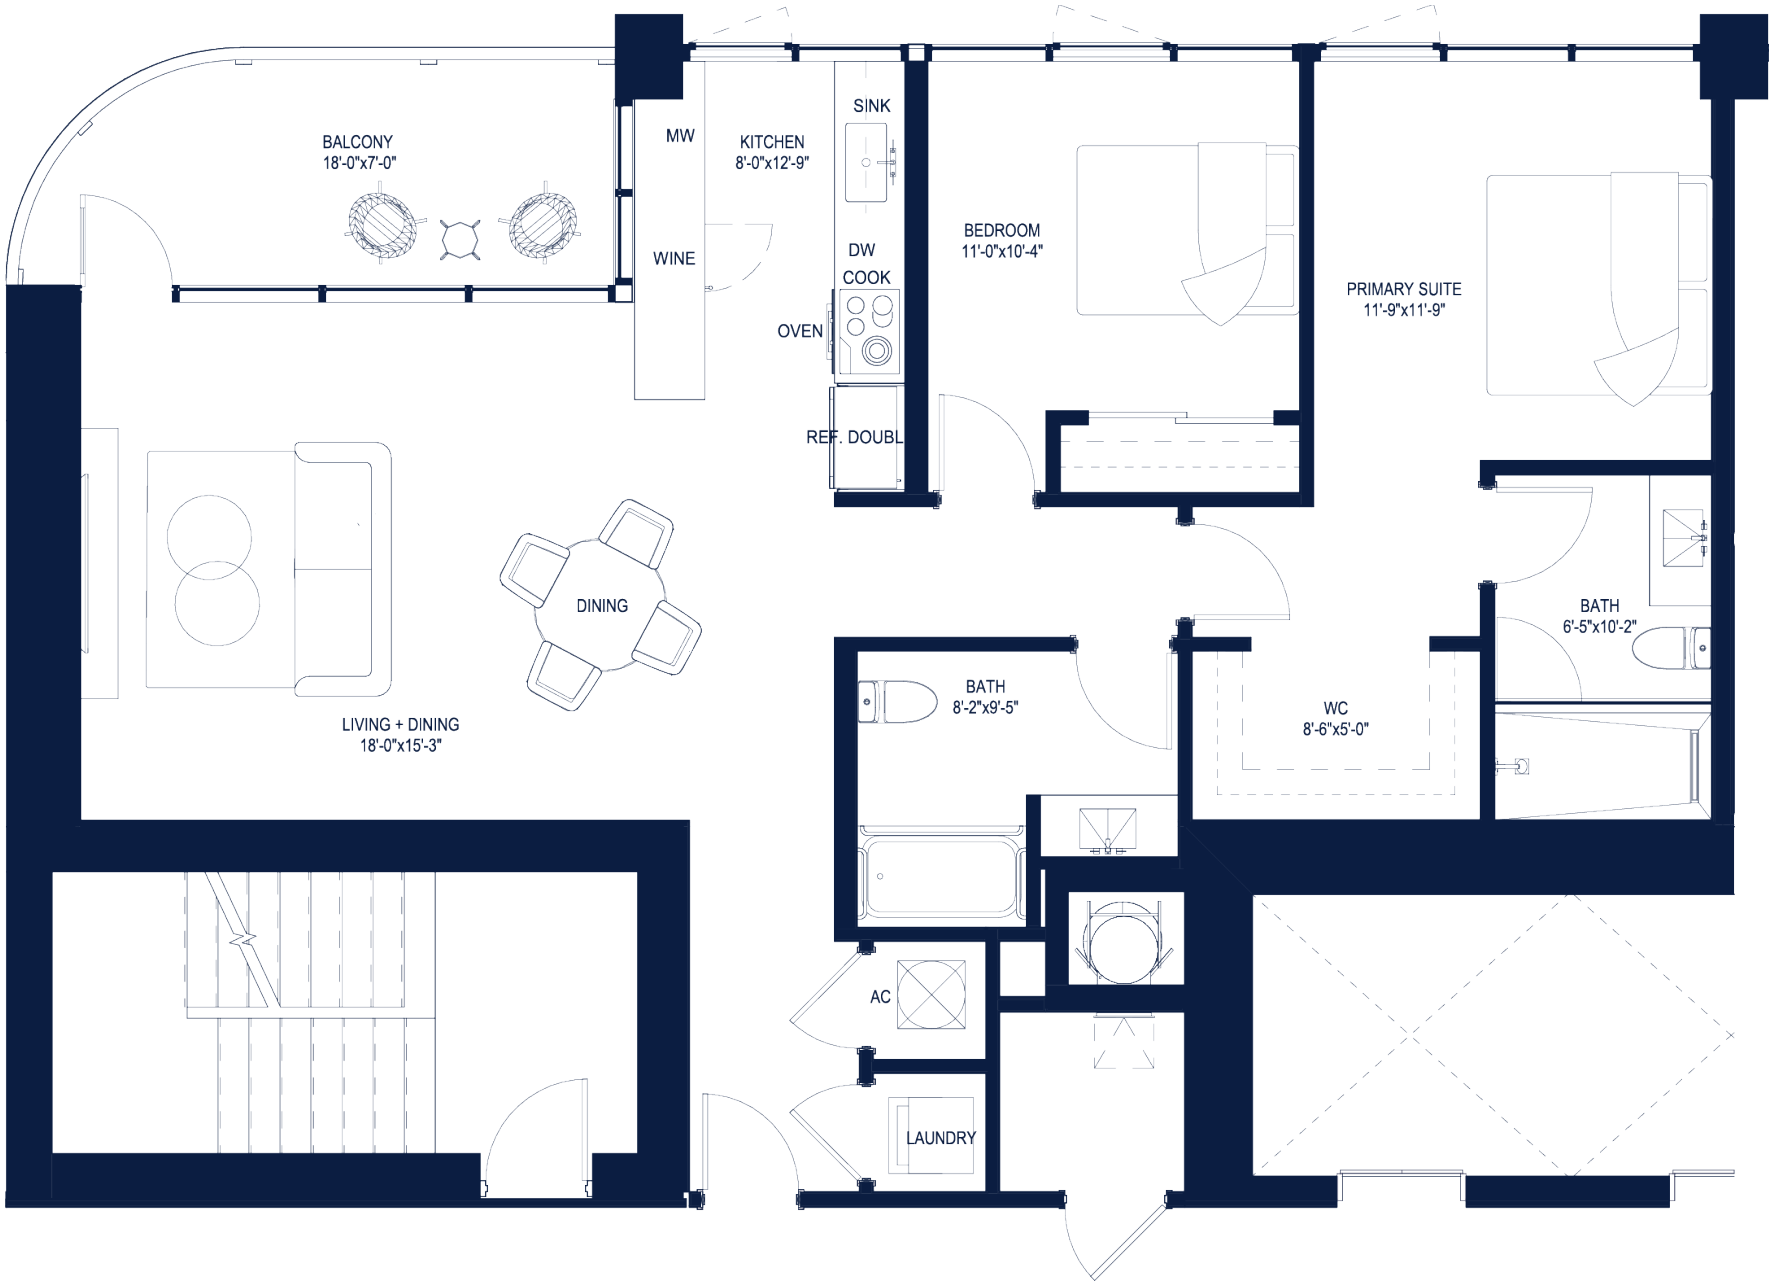 BALCONY
18'-0"x7'-0"
MW
KITCHEN
8'-0"x12'-9"
SINK
WINE
DW
COOK
OVEN
REF. DOUBL
BEDROOM
11'-0"x10'-4"
PRIMARY SUITE
11'-9"x11'-9"
DINING
LIVING + DINING
18'-0"x15'-3"
BATH
8'-2"x9'-5"
WC
8'-6"x5'-0"
BATH
6'-5"x10'-2"
AC
LAUNDRY